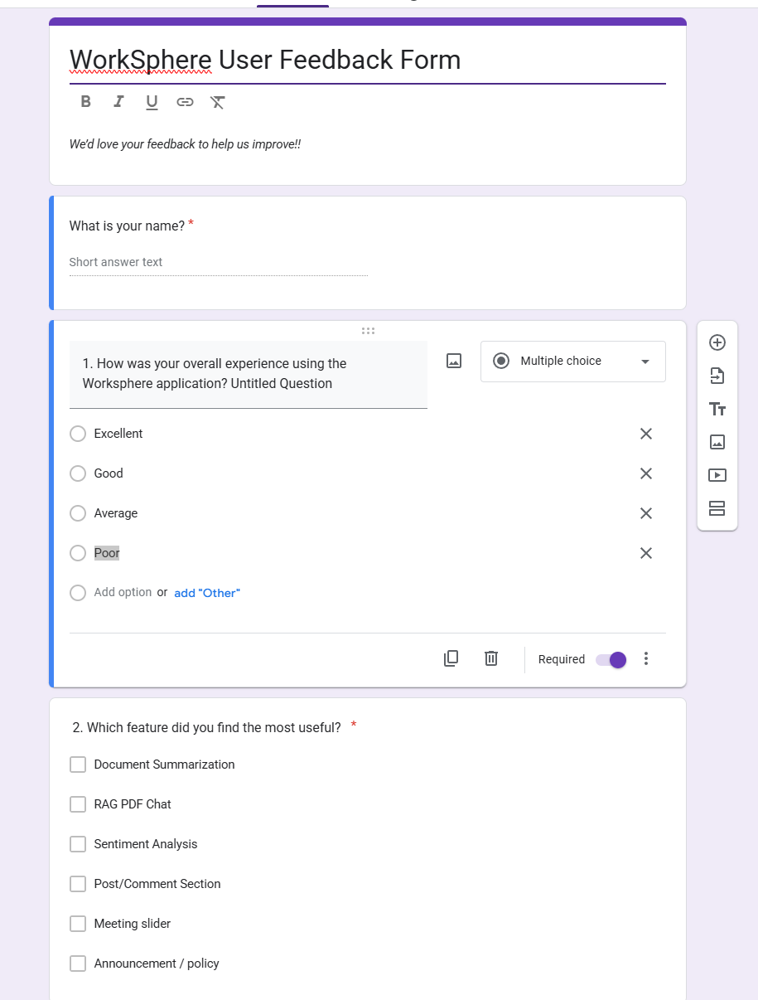 WorkSphere User Feedback Form
B I U
We'd love your feedback to help us improve!!
What is your name? *
Short answer text
1. How was your overall experience using the
Worksphere application? Untitled Question
Multiple choice
Excellent
Good
Average
Poor
Add option or add "Other"
Required
2. Which feature did you find the most useful? *
Document Summarization
RAG PDF Chat
Sentiment Analysis
Post/Comment Section
Meeting slider
Announcement / policy